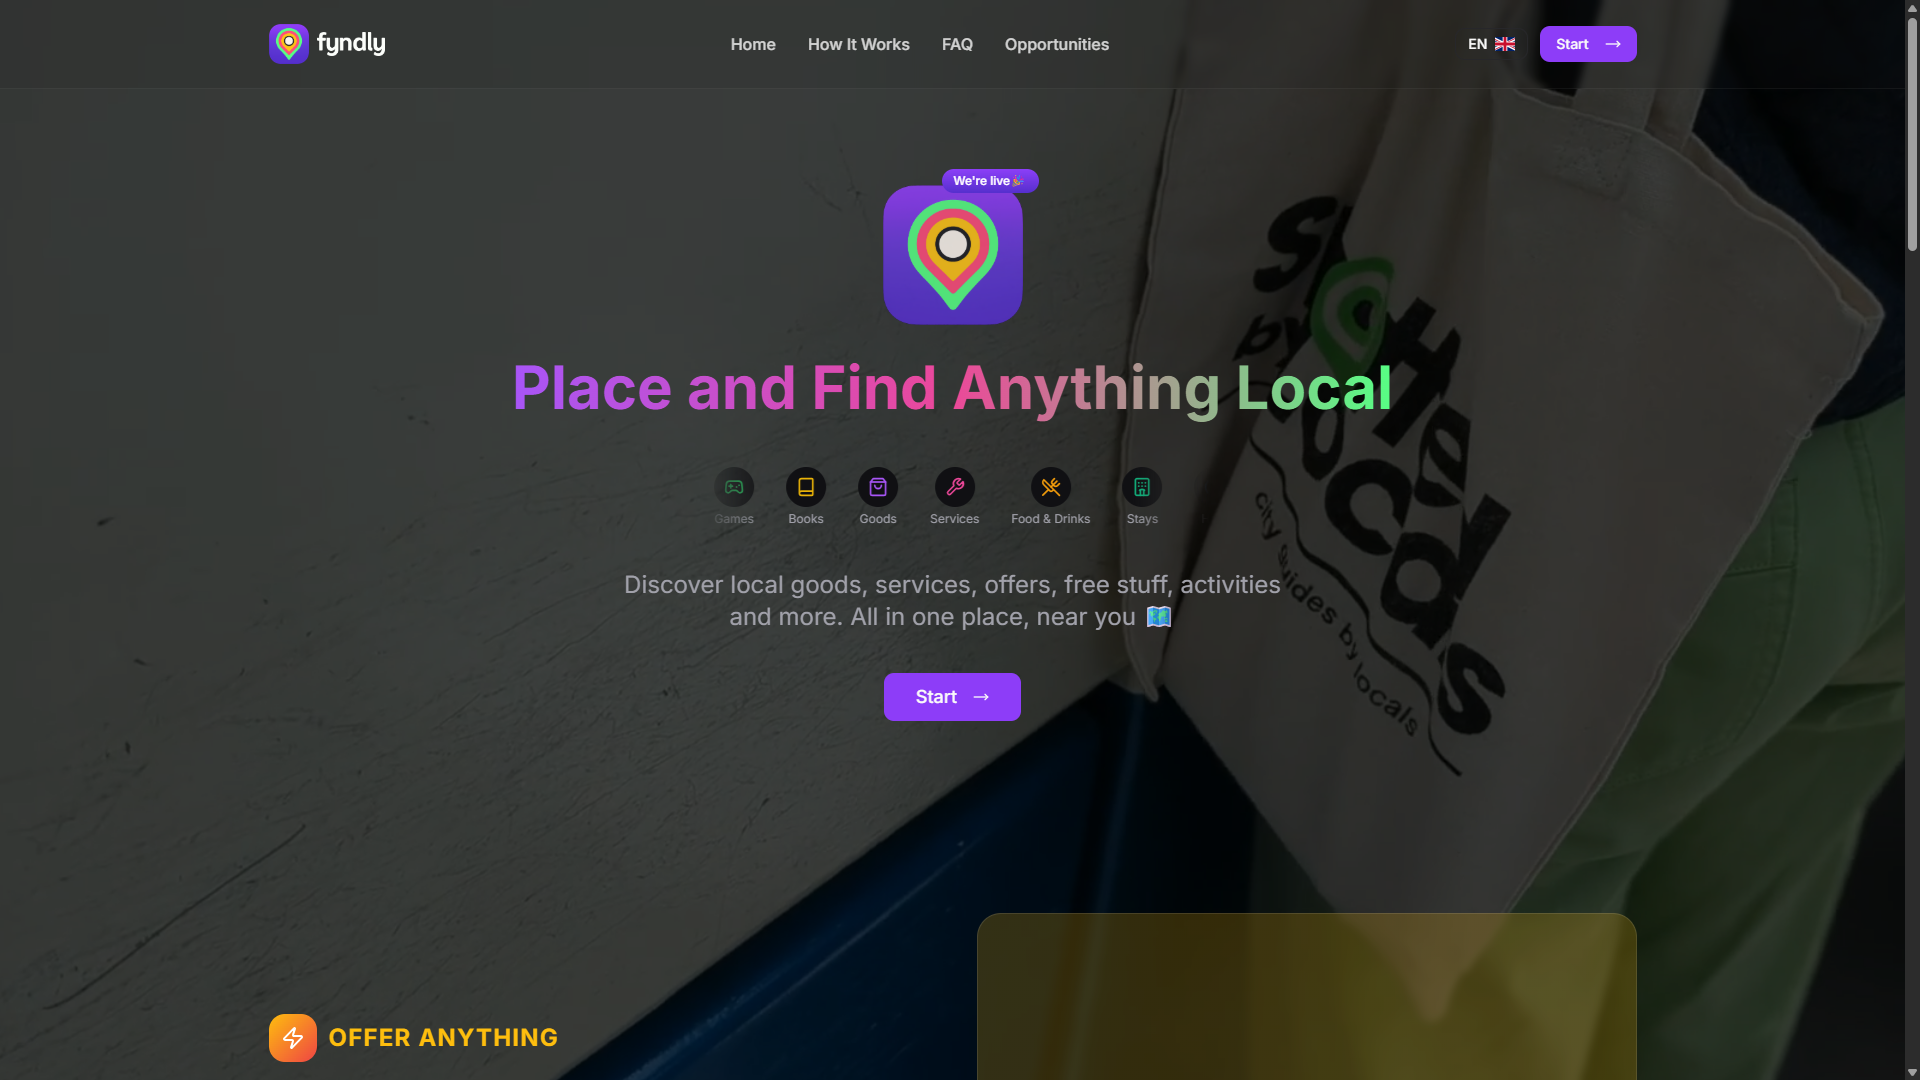 fyndly
Home
How It Works
FAQ
Opportunities
EN
Start
We're live
Place and Find Anything Local
Games
Books
Goods
Services
Food & Drinks
Stays
Discover local goods, services, offers, free stuff, activities
and more. All in one place, near you
Start
by
Locals
city guides by locals
OFFER ANYTHING